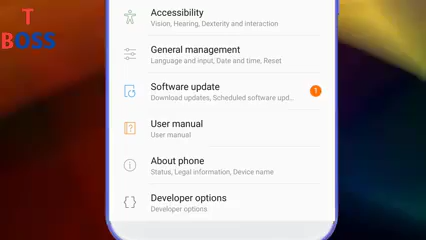 T
BOSS
Accessibility
Vision, Hearing, Dexterity and interaction
General management
Language and input, Date and time, Reset
Software update
Download updates, Scheduled software upd...
1
User manual
User manual
About phone
Status, Legal information, Device name
Developer options
Developer options